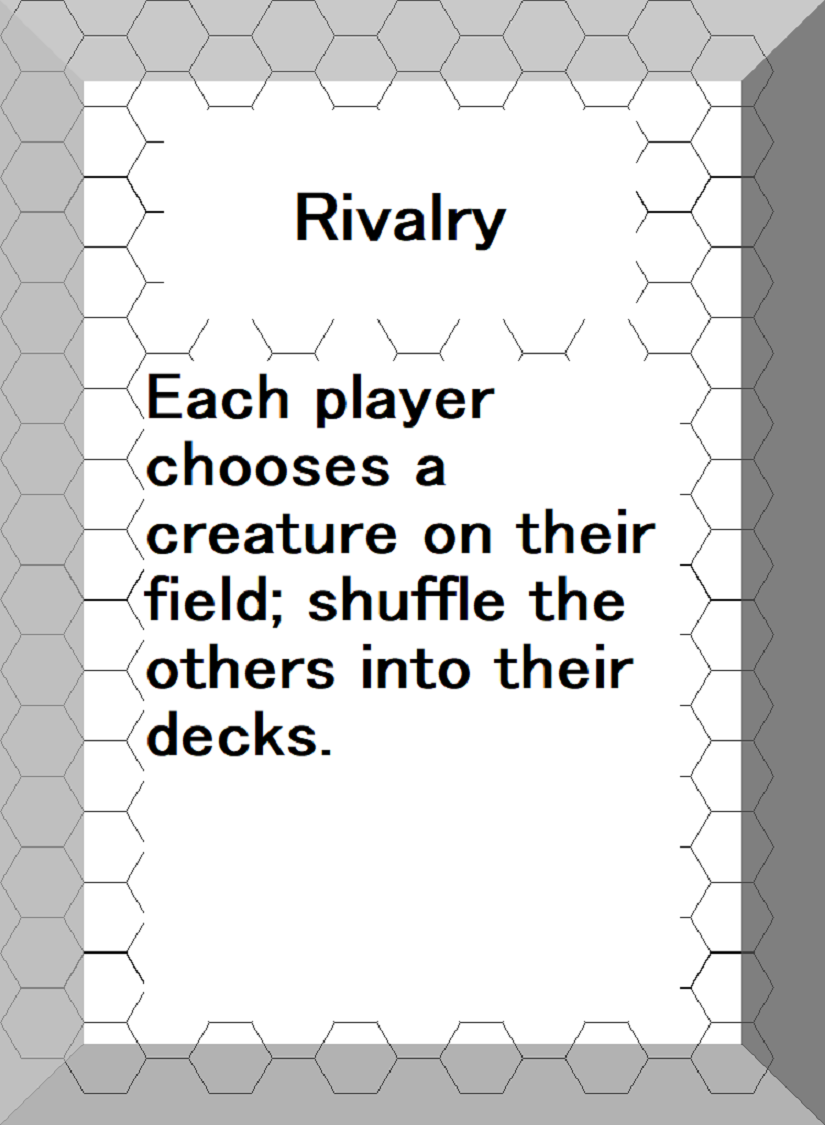 Rivalry
Each player
chooses a
creature on their
field; shuffle the
others into their
decks.